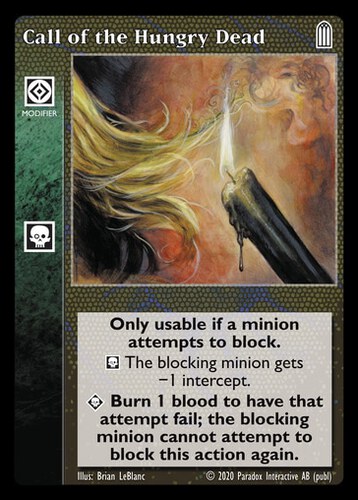 Call of the Hungry Dead
MODIFIER
Only usable if a minion
attempts to block.
The blocking minion gets
−1 intercept.
Burn 1 blood to have that
attempt fail; the blocking
minion cannot attempt to
block this action again.
Illus: Brian LeBlanc
© 2020 Paradox Interactive AB (publ)